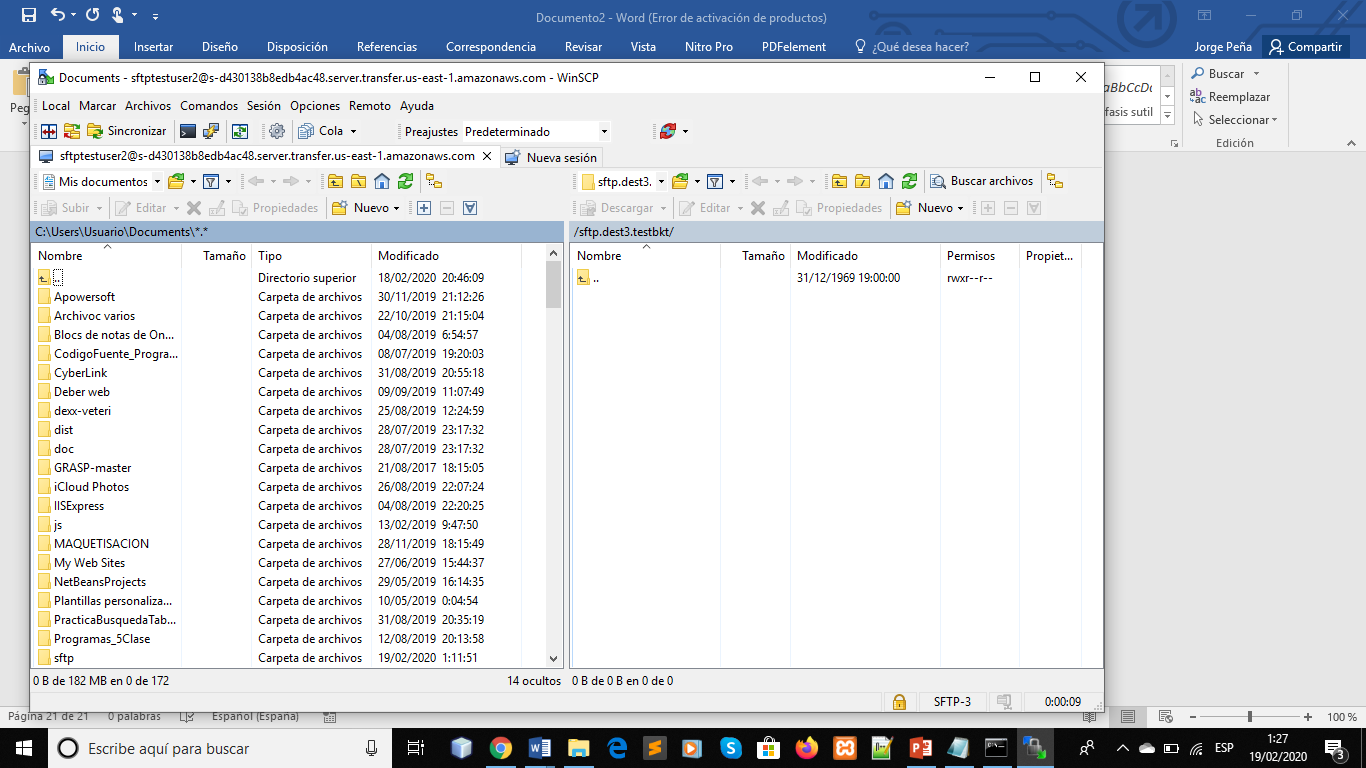 Documento2 - Word (Error de activación de productos)
Archivo Inicio Insertar Diseño Disposición Referencias Correspondencia Revisar Vista Nitro Pro PDFelement ¿Qué desea hacer? Jorge Peña Compartir
Documents - sftptestuser2@s-d430138b8edb4ac48.server.transfer.us-east-1.amazonaws.com - WinSCP
Buscar
Reemplazar
Seleccionar
Edición
Local Marcar Archivos Comandos Sesión Opciones Remoto Ayuda
Sincronizar Cola Preajustes Predeterminado
sftptestuser2@s-d430138b8edb4ac48.server.transfer.us-east-1.amazonaws.com Nueva sesión
Mis documentos sftp.dest3. Buscar archivos
Subir Editar Propiedades Nuevo Descargar Editar Propiedades Nuevo
C:\Users\Usuario\Documents\*.* /sftp.dest3.testbkt/
Nombre Tamaño Tipo Modificado Nombre Tamaño Modificado Permisos Propiet...
.. Directorio superior 18/02/2020 20:46:09 .. 31/12/1969 19:00:00 rwxr--r--
Apowersoft Carpeta de archivos 30/11/2019 21:12:26
Archivoc varios Carpeta de archivos 22/10/2019 21:15:04
Blocs de notas de On... Carpeta de archivos 04/08/2019 6:54:57
CodigoFuente_Progra... Carpeta de archivos 08/07/2019 19:20:03
CyberLink Carpeta de archivos 31/08/2019 20:55:18
Deber web Carpeta de archivos 09/09/2019 11:07:49
dexx-veteri Carpeta de archivos 25/08/2019 12:24:59
dist Carpeta de archivos 28/07/2019 23:17:32
doc Carpeta de archivos 28/07/2019 23:17:32
GRASP-master Carpeta de archivos 21/08/2017 18:15:05
iCloud Photos Carpeta de archivos 26/08/2019 22:07:24
IISExpress Carpeta de archivos 04/08/2019 22:20:25
js Carpeta de archivos 13/02/2019 9:47:50
MAQUETISACION Carpeta de archivos 28/11/2019 18:15:49
My Web Sites Carpeta de archivos 27/06/2019 15:44:37
NetBeansProjects Carpeta de archivos 29/05/2019 16:14:35
Plantillas personaliza... Carpeta de archivos 10/05/2019 0:04:54
PracticaBusquedaTab... Carpeta de archivos 31/08/2019 20:35:19
Programas_5Clase Carpeta de archivos 12/08/2019 20:13:58
sftp Carpeta de archivos 19/02/2020 1:11:51
0 B de 182 MB en 0 de 172 14 ocultos 0 B de 0 B en 0 de 0
SFTP-3 0:00:09
Página 21 de 21 0 palabras Español (España) 100 %
Escribe aquí para buscar ESP 1:27
19/02/2020 3